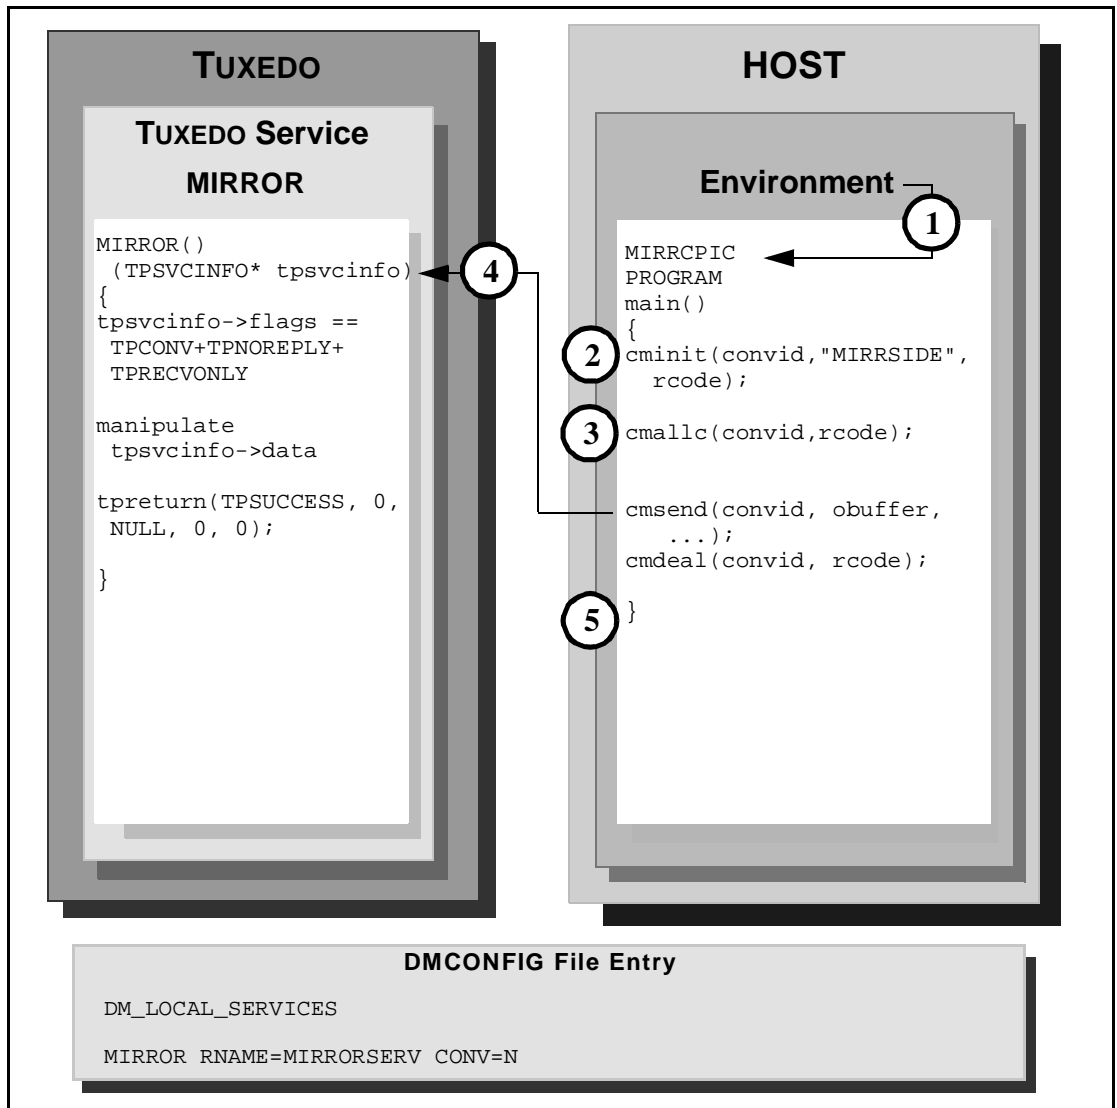 TUXEDO
TUXEDO Service
MIRROR
MIRROR()
(TPSVCINFO* tpsvcinfo)
{
tpsvcinfo->flags ==
TPCONV+TPNOREPLY+
TPRECVONLY
manipulate
tpsvcinfo->data
tpreturn(TPSUCCESS, 0,
NULL, 0, 0);
}
4
HOST
Environment
1
MIRRCPIC
PROGRAM
main()
{
2
cminit(convid,"MIRRSIDE",
rcode);
3
cmallc(convid,rcode);
cmsend(convid, obuffer,
...);
cmdeal(convid, rcode);
5
}
DMCONFIG File Entry
DM_LOCAL_SERVICES
MIRROR RNAME=MIRRORSERV CONV=N